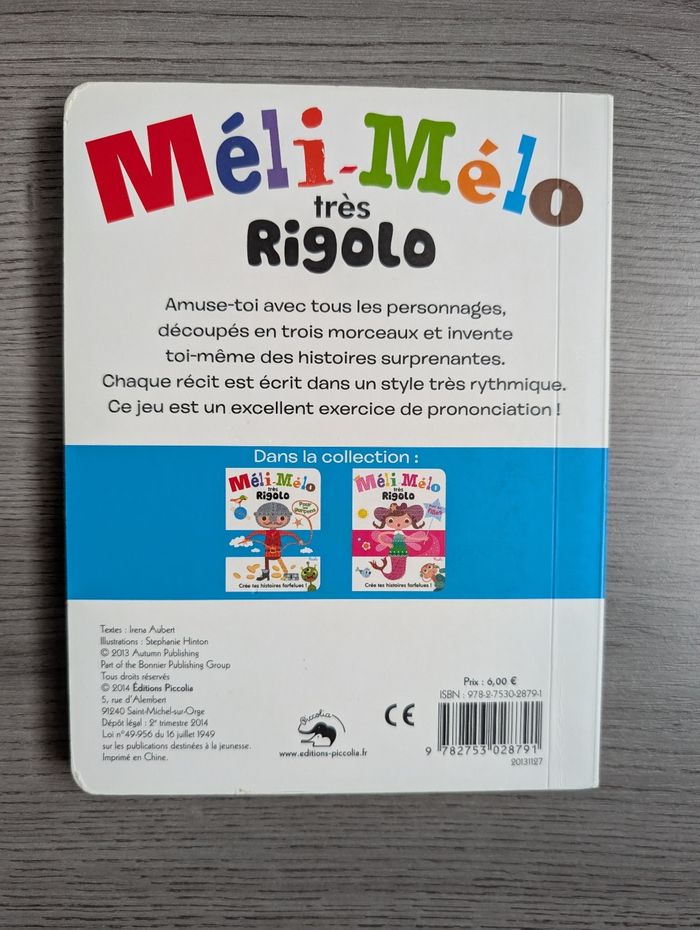 Méli-Mélo
très
Rigolo
Amuse-toi avec tous les personnages,
découpés en trois morceaux et invente
toi-même des histoires surprenantes.
Chaque récit est écrit dans un style très rythmique.
Ce jeu est un excellent exercice de prononciation !
Dans la collection :
Méli-Mélo
très
Rigolo
Pour les garçons
Crée tes histoires farfelues !
Méli-Mélo
très
Rigolo
filles
Crée tes histoires farfelues !
Textes : Irena Aubert
Illustrations : Stephanie Hinton
© 2013 Autumn Publishing
Part of the Bonnier Publishing Group
Tous droits réservés
© 2014 Éditions Piccolia
5, rue d'Alembert
91240 Saint-Michel-sur-Orge
Dépôt légal : 2e trimestre 2014
Loi n°49-956 du 16 juillet 1949
sur les publications destinées à la jeunesse.
Imprimé en Chine.
Piccolia
www.editions-piccolia.fr
CE
Prix : 6,00 €
ISBN : 978-2-7530-2879-1
9 782753 028791
20131127